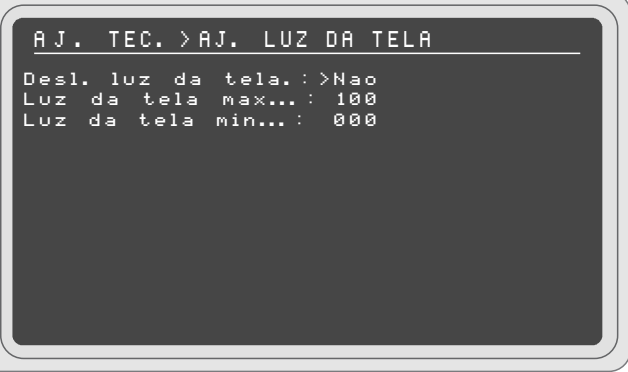 AJ. TEC. >AJ. LUZ DA TELA
Desl. luz da tela.:>Nao
Luz da tela max...: 100
Luz da tela min...: 000